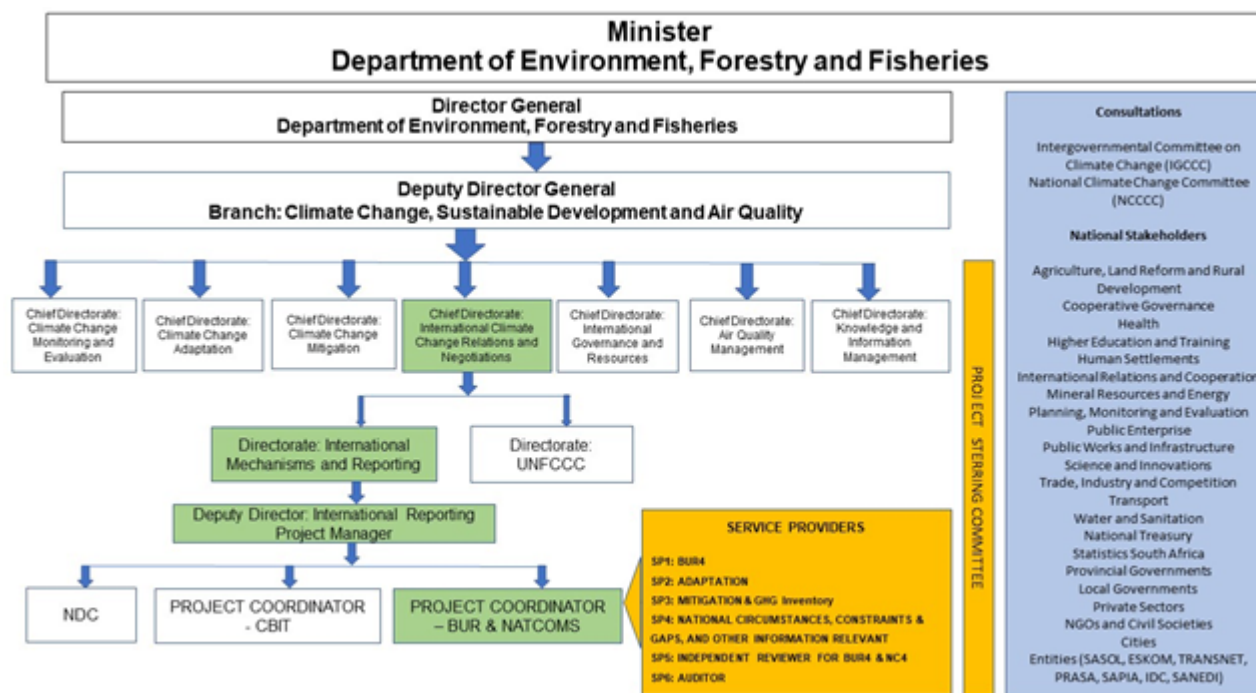 Minister
Department of Environment, Forestry and Fisheries
Director General
Department of Environment, Forestry and Fisheries
Deputy Director General
Branch: Climate Change, Sustainable Development and Air Quality
Chief Directorate:
Climate Change
Monitoring and
Evaluation
Chief Directorate:
Climate Change
Adaptation
Chief Directorate:
Climate Change
Mitigation
Chief Directorate:
International Climate
Change Relations and
Negotiations
Chief Directorate:
International
Governance and
Resources
Chief Directorate:
Air Quality
Management
Chief Directorate:
Knowledge and
Information
Management
Directorate: International
Mechanisms and Reporting
Directorate:
UNFCCC
Deputy Director: International Reporting
Project Manager
NDC
PROJECT COORDINATOR
- CBIT
PROJECT COORDINATOR
– BUR & NATCOMS
SERVICE PROVIDERS
SP1: BUR4
SP2: ADAPTATION
SP3: MITIGATION & GHG Inventory
SP4: NATIONAL CIRCUMSTANCES, CONSTRAINTS &
GAPS, AND OTHER INFORMATION RELEVANT
SP5: INDEPENDENT REVIEWER FOR BUR4 & NC4
SP6: AUDITOR
PROJECT STERRING COMMITTEE
Consultations
Intergovernmental Committee on
Climate Change (IGCCC)
National Climate Change Committee
(NCCCC)
National Stakeholders
Agriculture, Land Reform and Rural
Development
Cooperative Governance
Health
Higher Education and Training
Human Settlements
International Relations and Cooperation
Mineral Resources and Energy
Planning, Monitoring and Evaluation
Public Enterprise
Public Works and Infrastructure
Science and Innovations
Trade, Industry and Competition
Transport
Water and Sanitation
National Treasury
Statistics South Africa
Provincial Governments
Local Governments
Private Sectors
NGOs and Civil Societies
Cities
Entities (SASOL, ESKOM, TRANSNET,
PRASA, SAPIA, IDC, SANEDI)